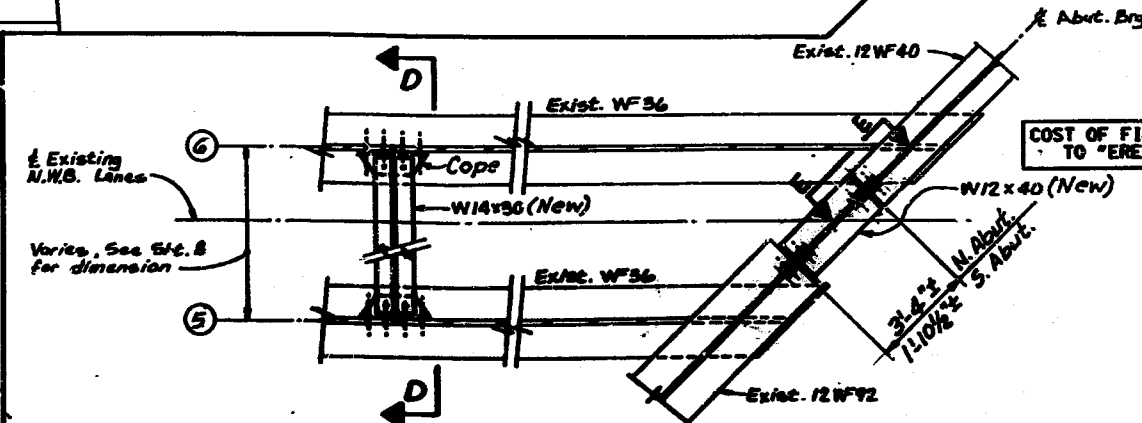 ℄ Abut. Brg
Exist. 12WF40
D
Exist. WF36
6
E
COST OF FI
TO "ERE
℄ Existing
N.W.B. Lanes
Cope
E
W14x30 (New)
W12x40 (New)
Varies, See Sht. 8
for dimension
N. Abut.
3'-4"±
S. Abut.
1'-10½"±
Exist. WF36
5
D
Exist. 12WF92